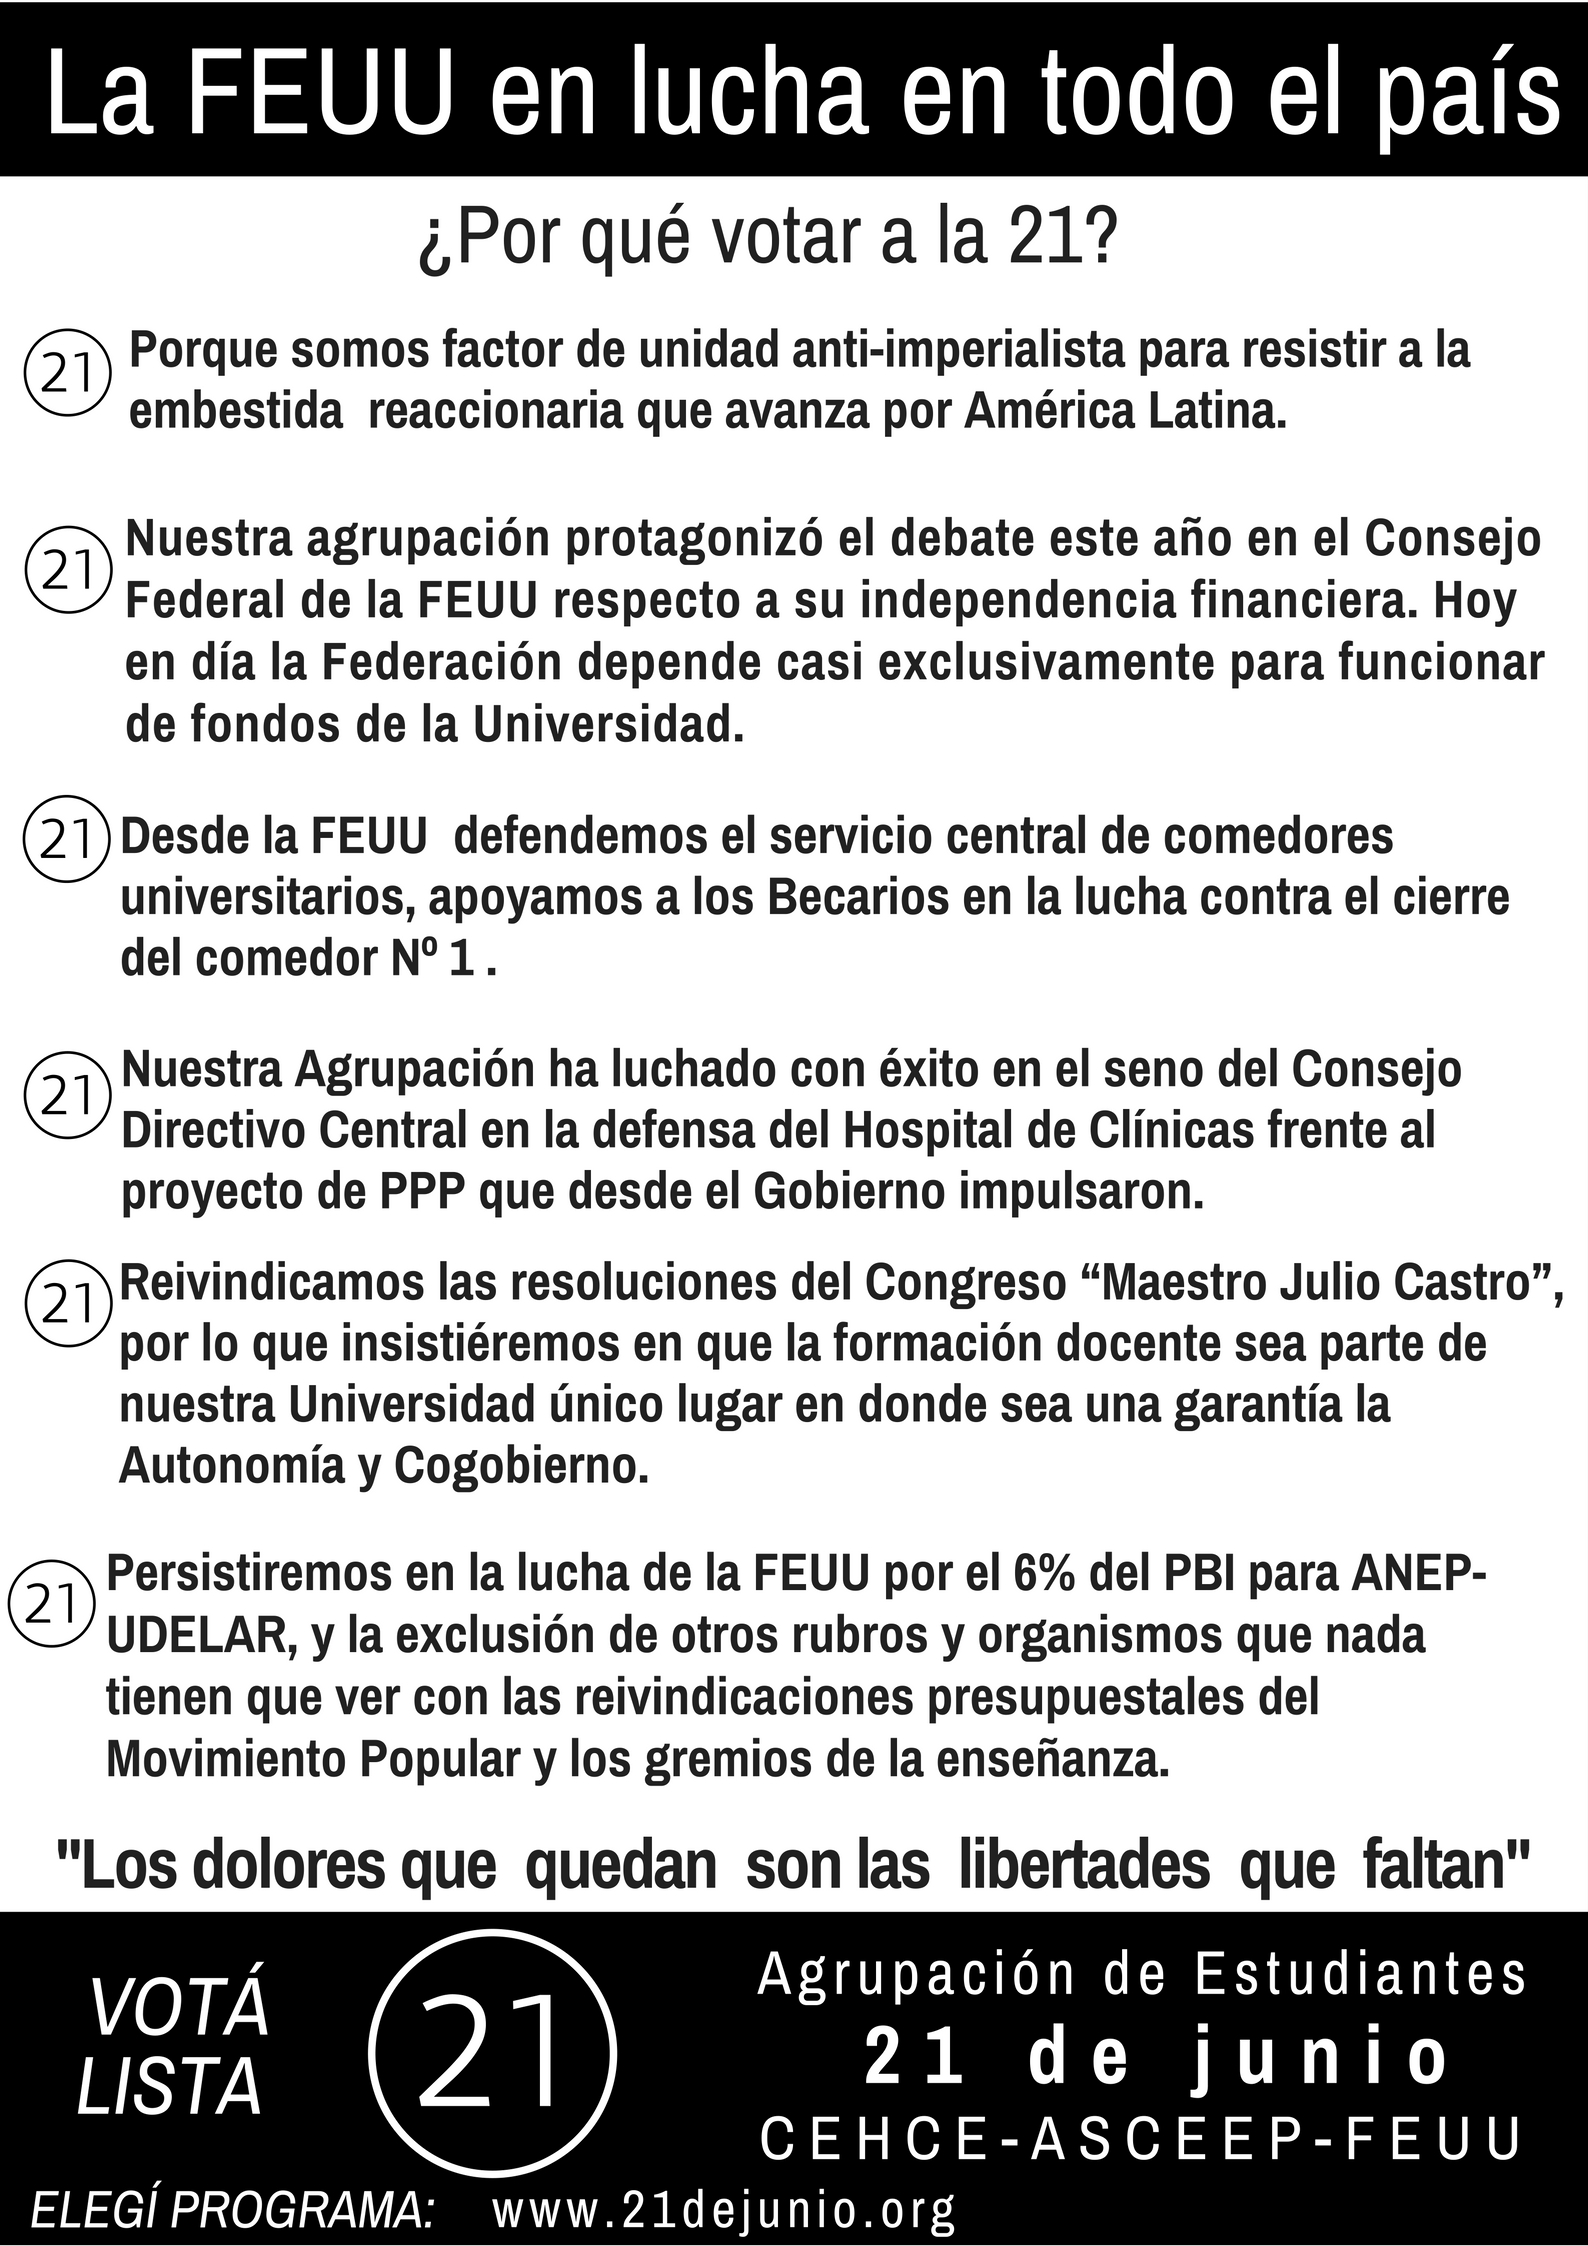 La FEUU en lucha en todo el país
¿Por qué votar a la 21?
21
Porque somos factor de unidad anti-imperialista para resistir a la
embestida reaccionaria que avanza por América Latina.
21
Nuestra agrupación protagonizó el debate este año en el Consejo
Federal de la FEUU respecto a su independencia financiera. Hoy
en día la Federación depende casi exclusivamente para funcionar
de fondos de la Universidad.
21
Desde la FEUU defendemos el servicio central de comedores
universitarios, apoyamos a los Becarios en la lucha contra el cierre
del comedor Nº 1 .
21
Nuestra Agrupación ha luchado con éxito en el seno del Consejo
Directivo Central en la defensa del Hospital de Clínicas frente al
proyecto de PPP que desde el Gobierno impulsaron.
21
Reivindicamos las resoluciones del Congreso “Maestro Julio Castro”,
por lo que insistiéremos en que la formación docente sea parte de
nuestra Universidad único lugar en donde sea una garantía la
Autonomía y Cogobierno.
21
Persistiremos en la lucha de la FEUU por el 6% del PBI para ANEP-
UDELAR, y la exclusión de otros rubros y organismos que nada
tienen que ver con las reivindicaciones presupuestales del
Movimiento Popular y los gremios de la enseñanza.
"Los dolores que quedan son las libertades que faltan"
VOTÁ
LISTA
21
Agrupación de Estudiantes
21 de junio
CEHCE-ASCEEP-FEUU
ELEGÍ PROGRAMA: www.21dejunio.org